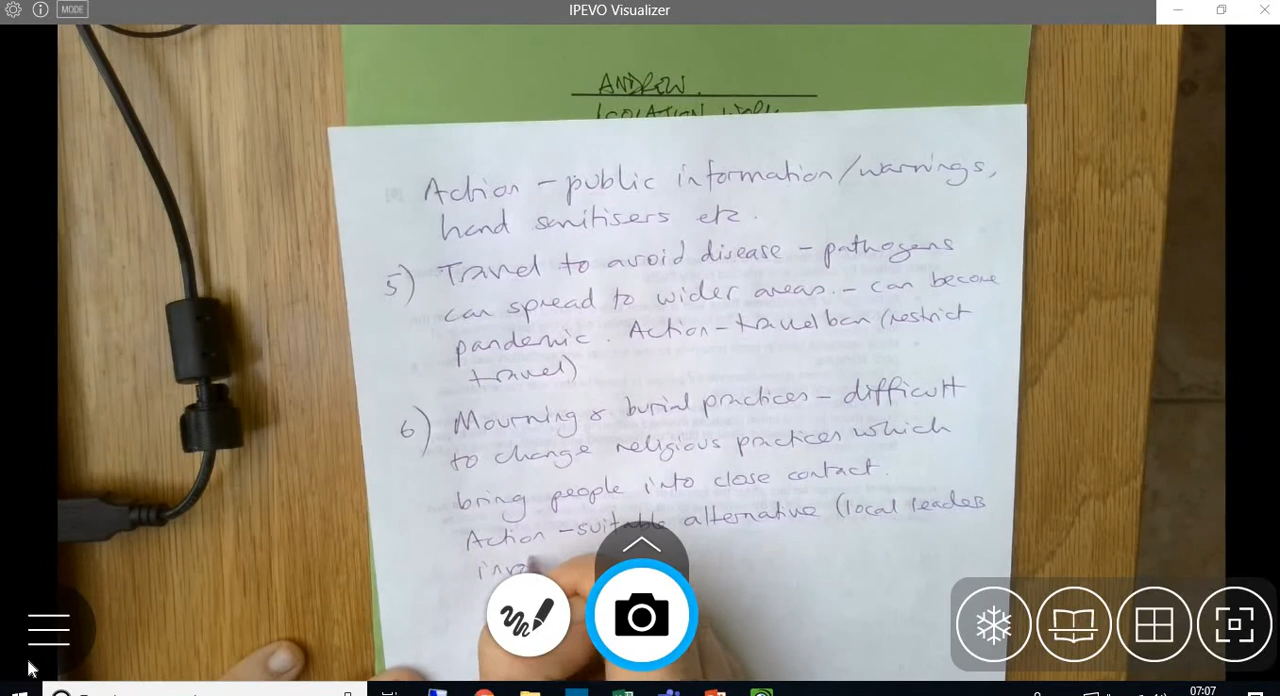 MODE
IPEVO Visualizer
ANDREW.
ISOLATION WORK
Action - public information/warnings,
hand sanitisers etc.
5) Travel to avoid disease - pathogens
can spread to wider areas. - can become
pandemic. Action - travel ban (restrict
travel)
6) Mourning & burial practices - difficult
to change religious practices which
bring people into close contact.
Action - suitable alternative (local leaders
07:07